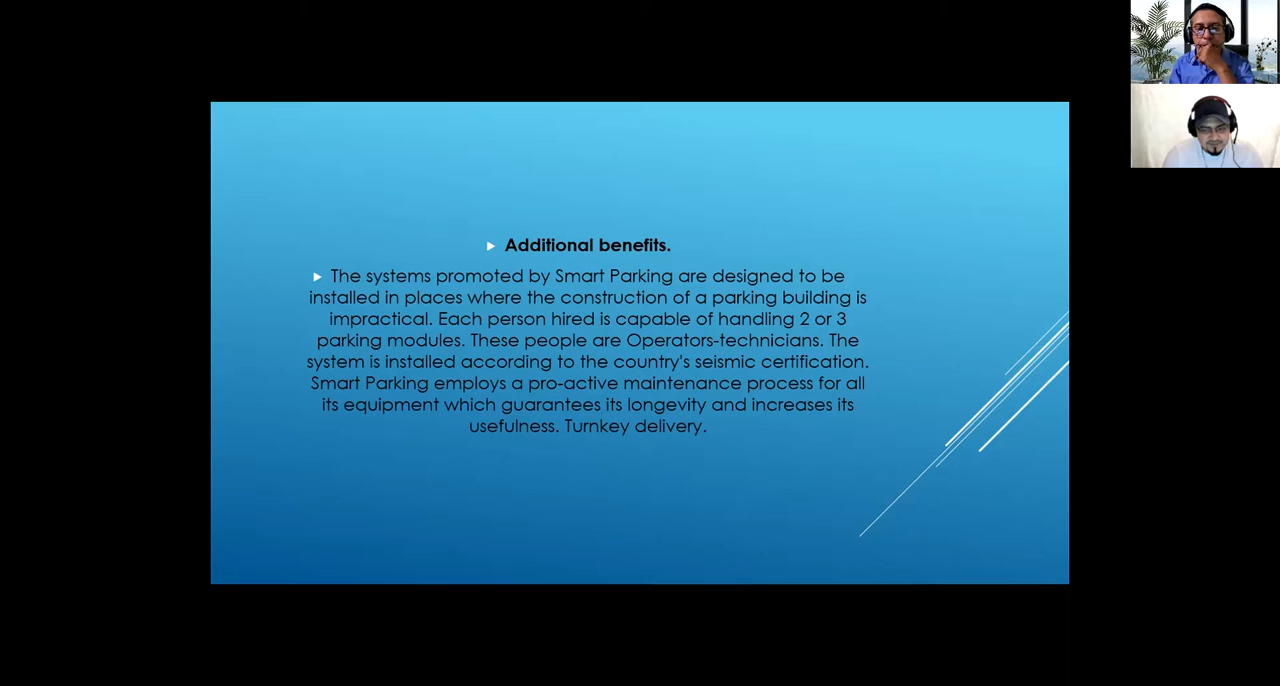 Additional benefits.
The systems promoted by Smart Parking are designed to be
installed in places where the construction of a parking building is
impractical. Each person hired is capable of handling 2 or 3
parking modules. These people are Operators-technicians. The
system is installed according to the country's seismic certification.
Smart Parking employs a pro-active maintenance process for all
its equipment which guarantees its longevity and increases its
usefulness. Turnkey delivery.